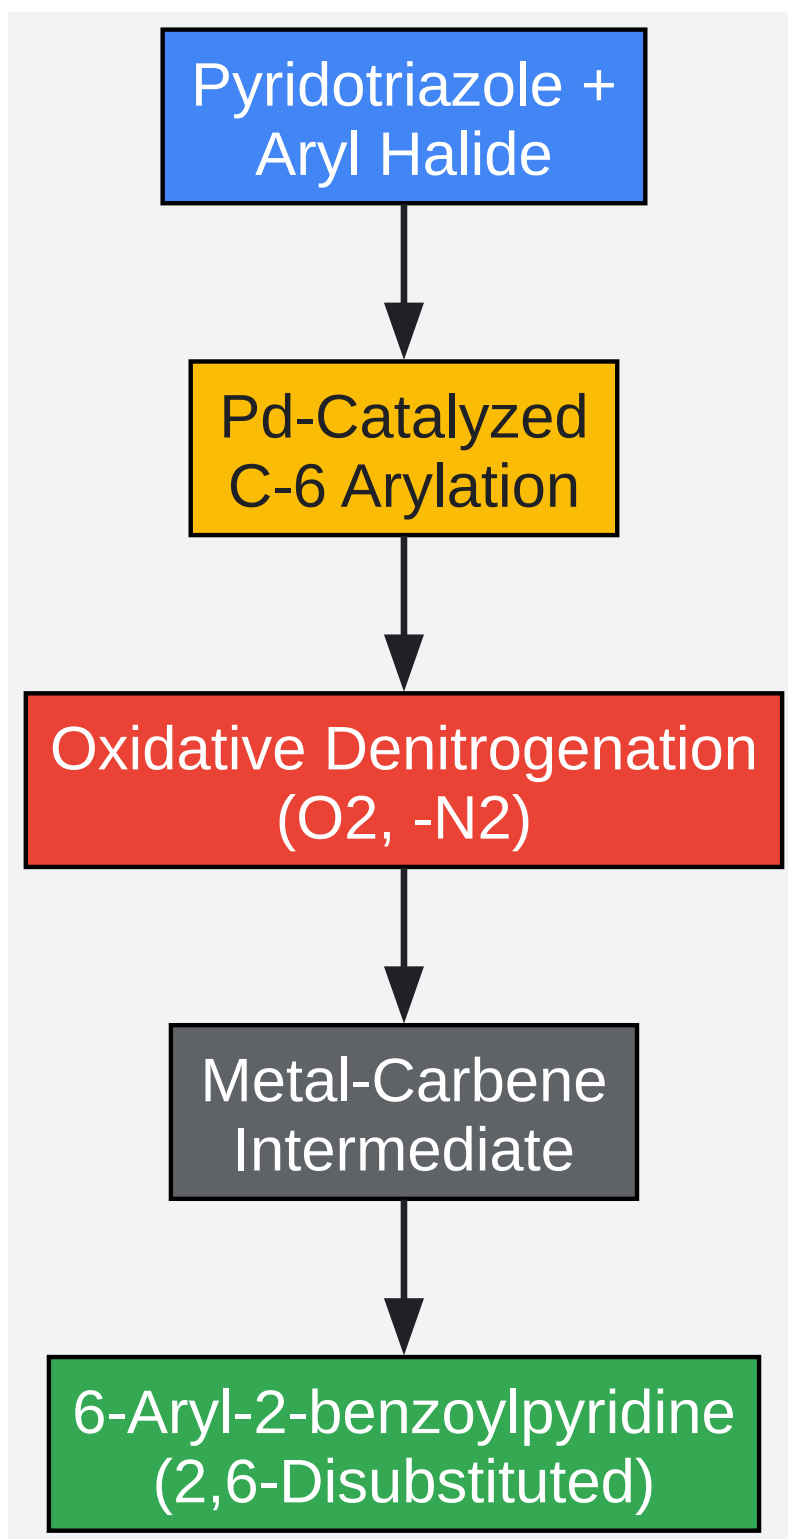 Pyridotriazole +
Aryl Halide
Pd-Catalyzed
C-6 Arylation
Oxidative Denitrogenation
(O2, -N2)
Metal-Carbene
Intermediate
6-Aryl-2-benzoylpyridine
(2,6-Disubstituted)